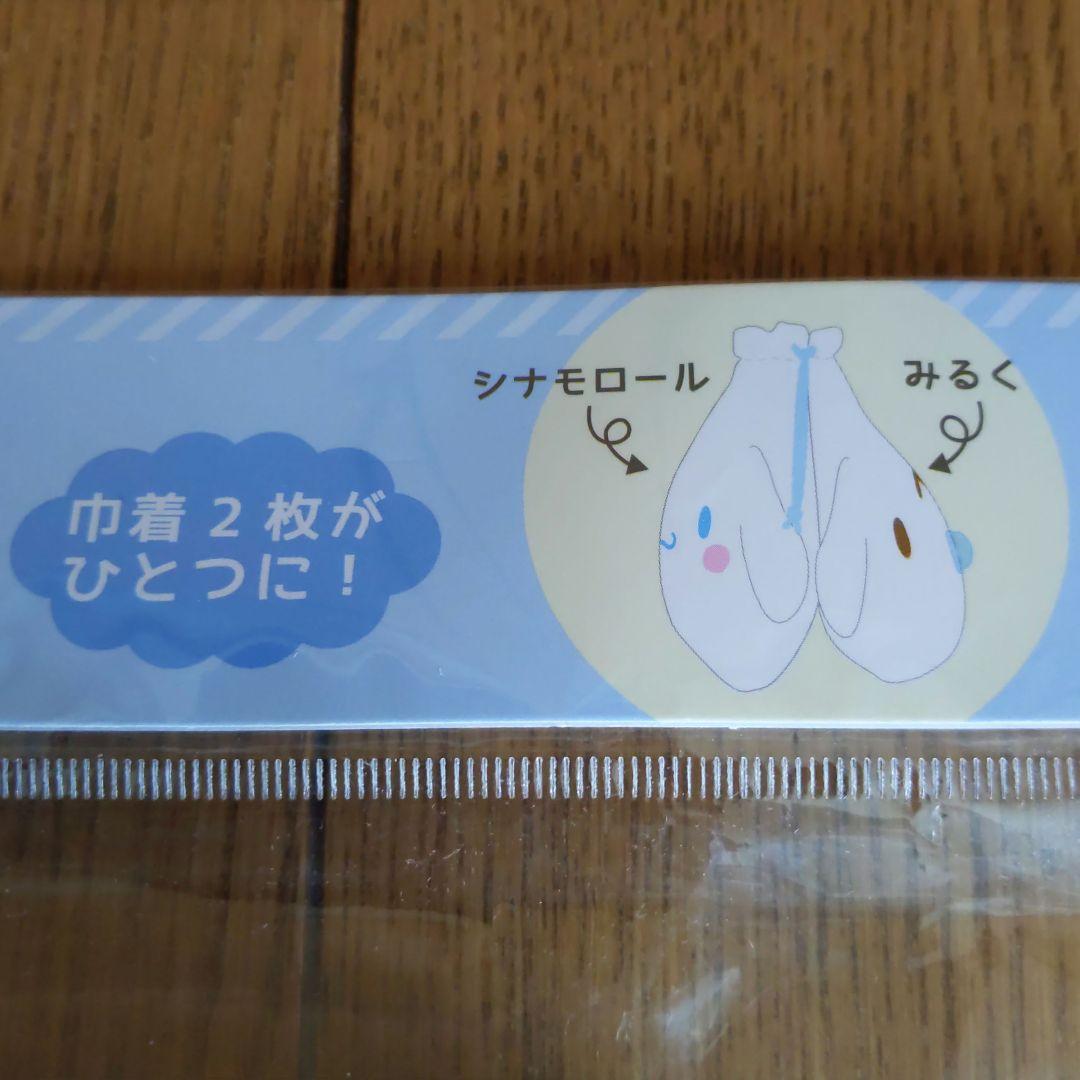 シナモロール
みるく
巾着2枚が
ひとつに！